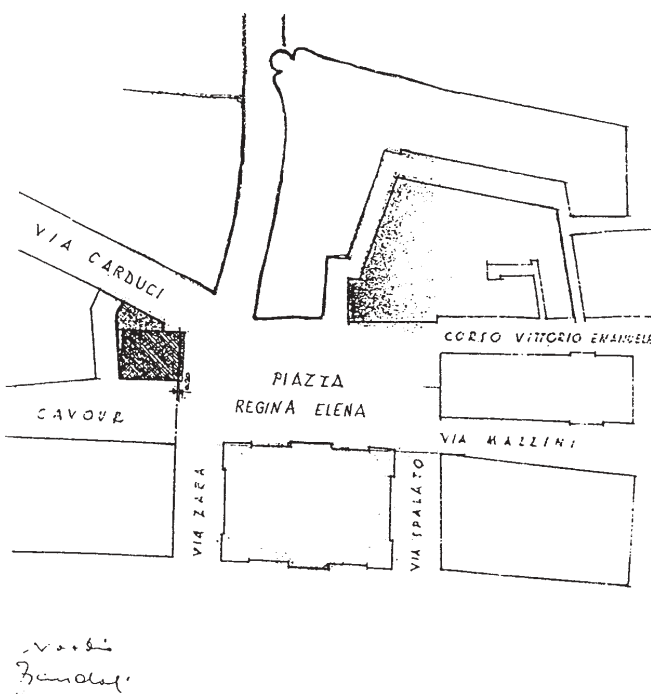 VIA CARDUCI
CORSO VITTORIO EMANUELE
PIAZZA
REGINA ELENA
CAVOUR
VIA MAZZINI
VIA ZARA
VIA SPALATO